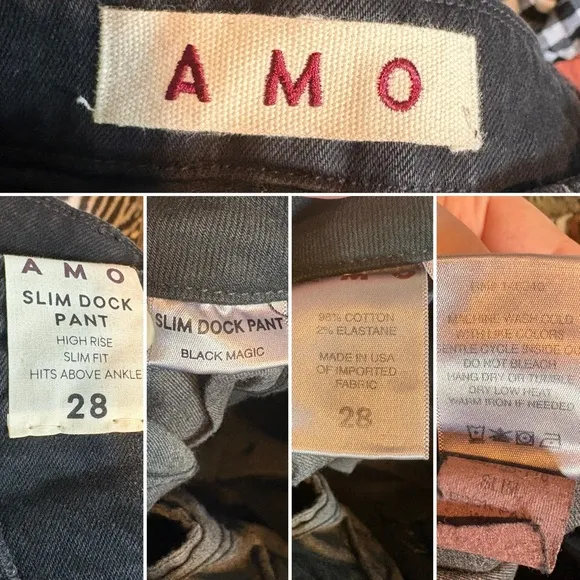 AMO
AMO
SLIM DOCK
PANT
HIGH RISE
SLIM FIT
HITS ABOVE ANKLE
28
SLIM DOCK PANT
BLACK MAGIC
MO
98% COTTON
2% ELASTANE
MADE IN USA
OF IMPORTED
FABRIC
28
MACHINE WASH COLD
WITH LIKE COLORS
GENTLE CYCLE INSIDE O
DO NOT BLEACH
HANG DRY OR TUMBLE
DRY LOW HEAT
WARM IRON IF NEEDED